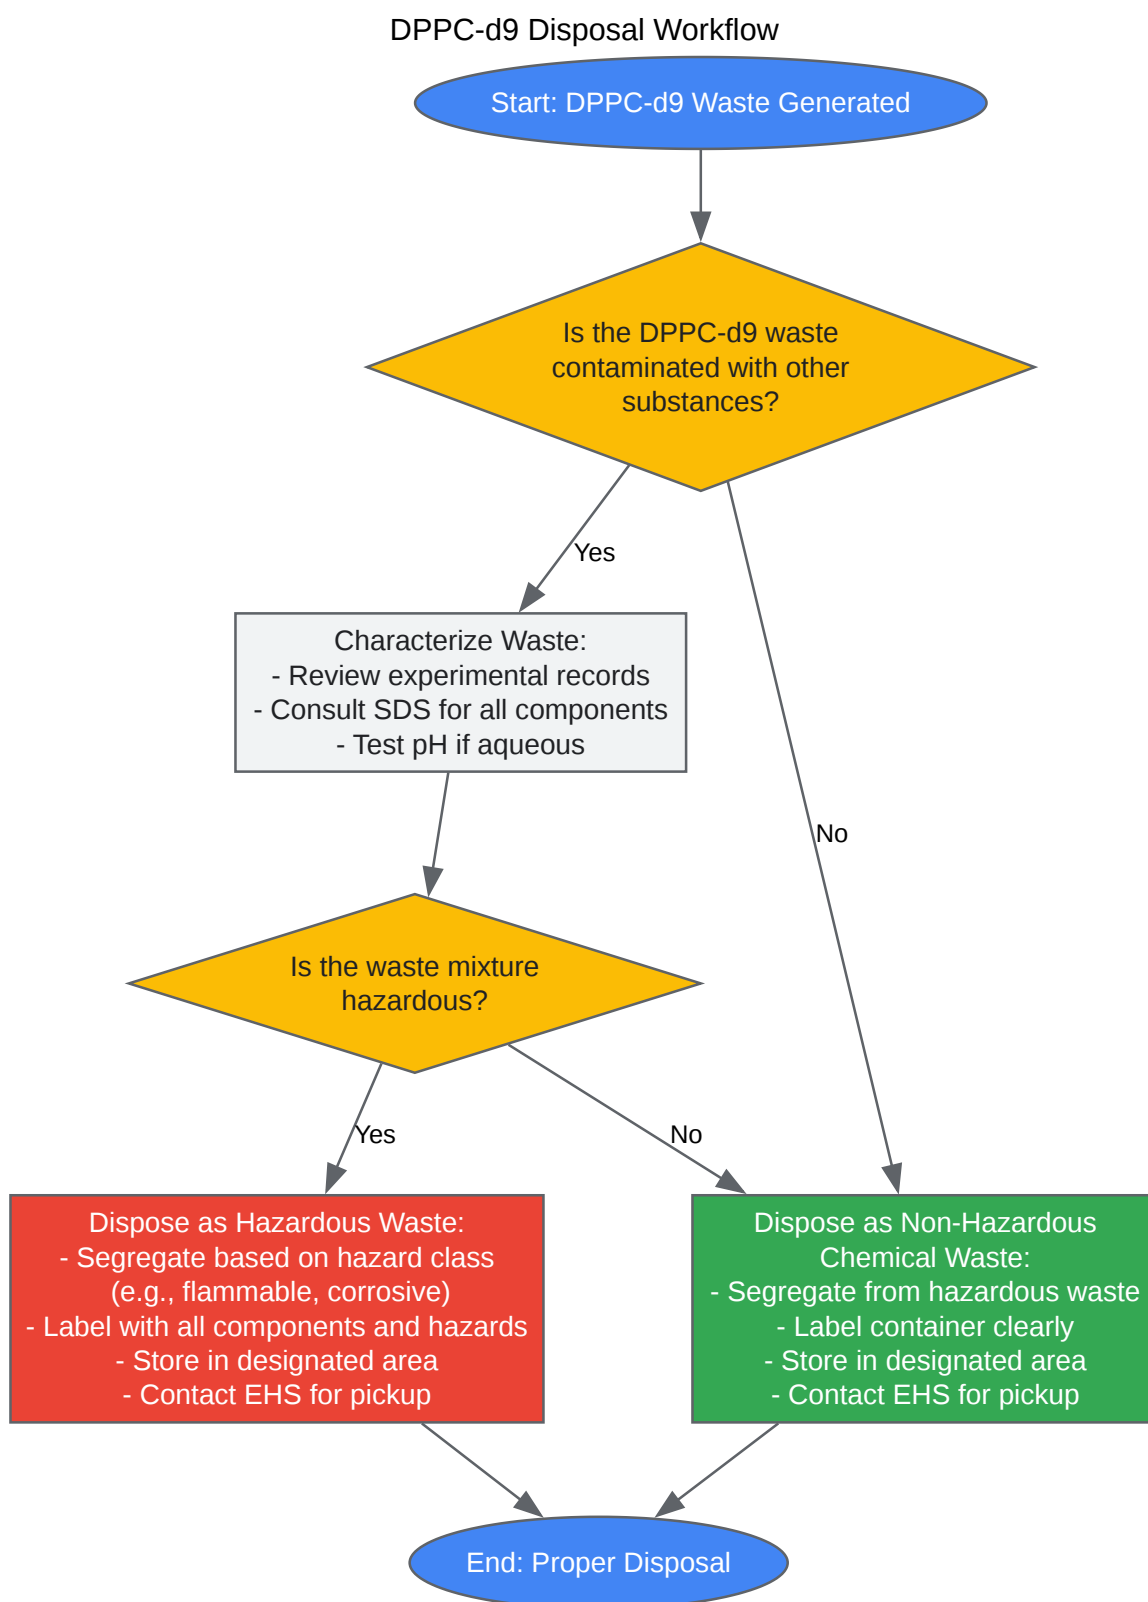 DPPC-d9 Disposal Workflow
Start: DPPC-d9 Waste Generated
Is the DPPC-d9 waste
contaminated with other
substances?
Yes
Characterize Waste:
- Review experimental records
- Consult SDS for all components
- Test pH if aqueous
No
Is the waste mixture
hazardous?
Yes
No
Dispose as Hazardous Waste:
- Segregate based on hazard class
(e.g., flammable, corrosive)
- Label with all components and hazards
- Store in designated area
- Contact EHS for pickup
Dispose as Non-Hazardous
Chemical Waste:
- Segregate from hazardous waste
- Label container clearly
- Store in designated area
- Contact EHS for pickup
End: Proper Disposal